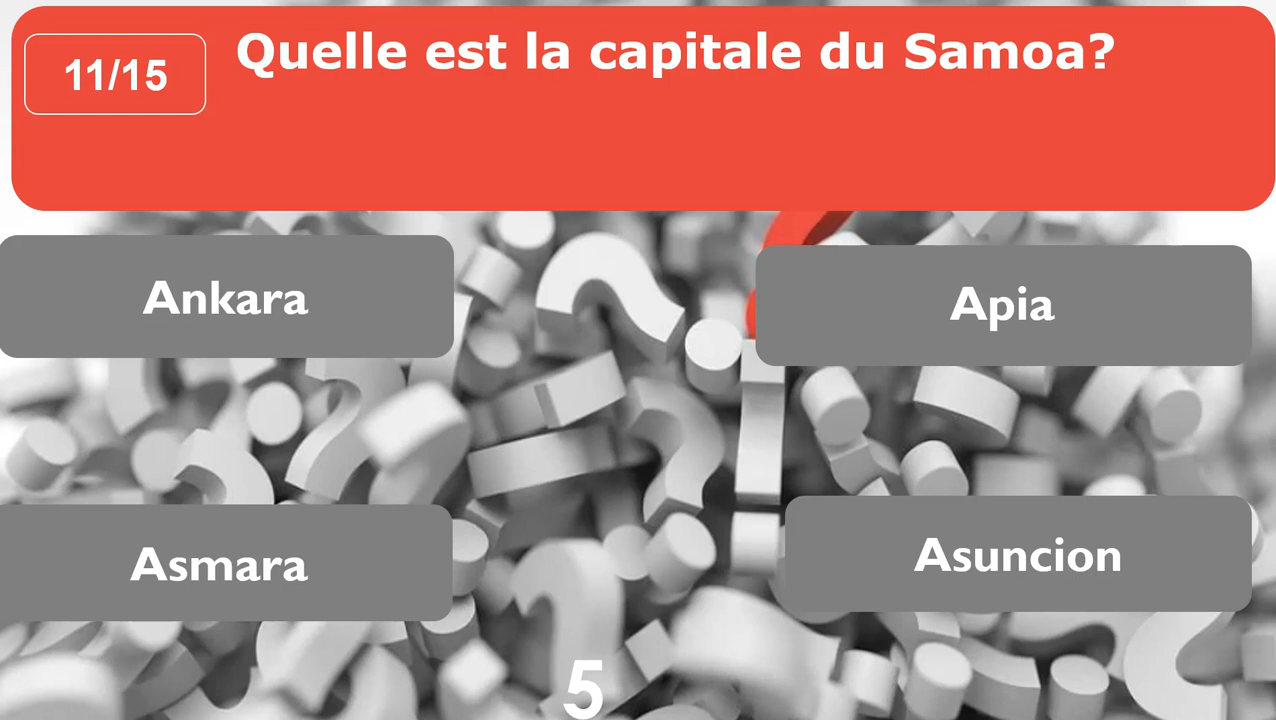 11/15
Quelle est la capitale du Samoa?
Ankara
Apia
Asmara
Asuncion
5